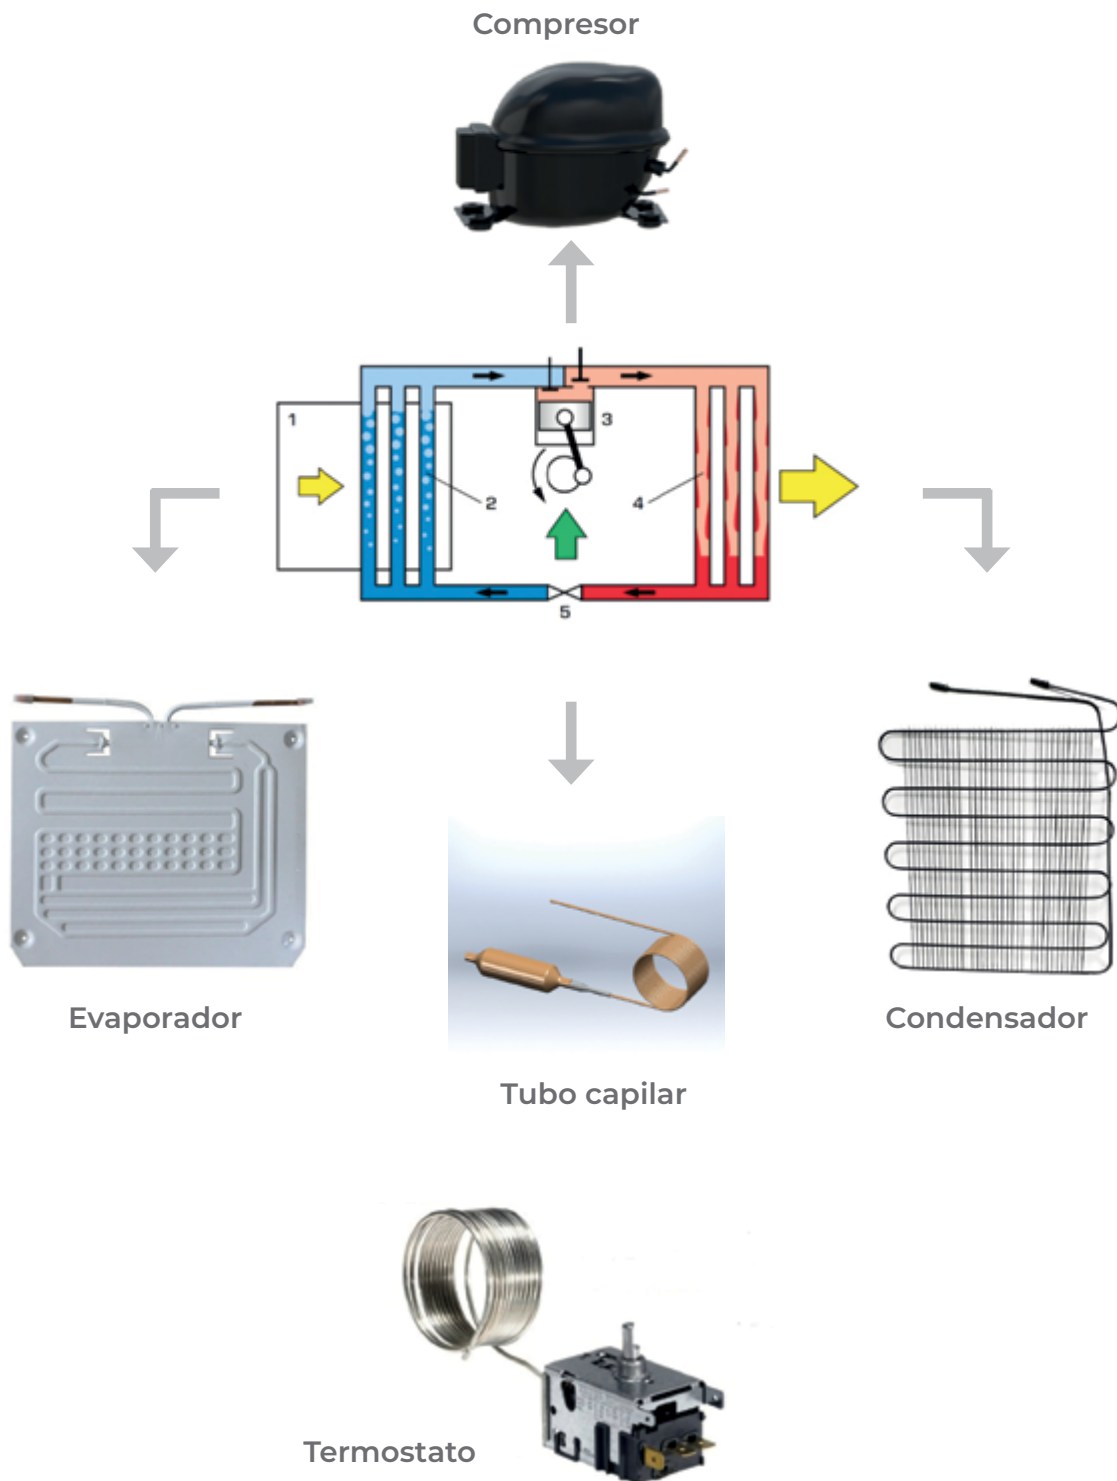 Compresor
1
3
2
4
5
Evaporador
Condensador
Tubo capilar
Termostato